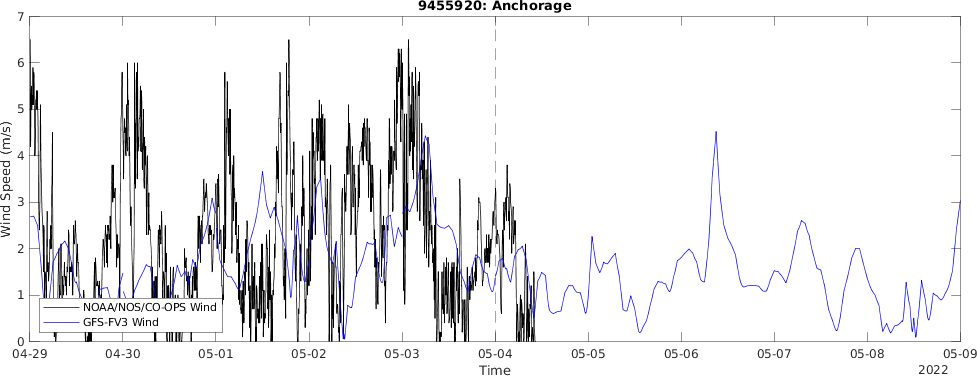 9455920: Anchorage
7
6
5
4
3
2
1
0
Wind Speed (m/s)
NOAA/NOS/CO-OPS Wind
GFS-FV3 Wind
04-29 04-30 05-01 05-02 05-03 05-04 05-05 05-06 05-07 05-08 05-09
Time
2022